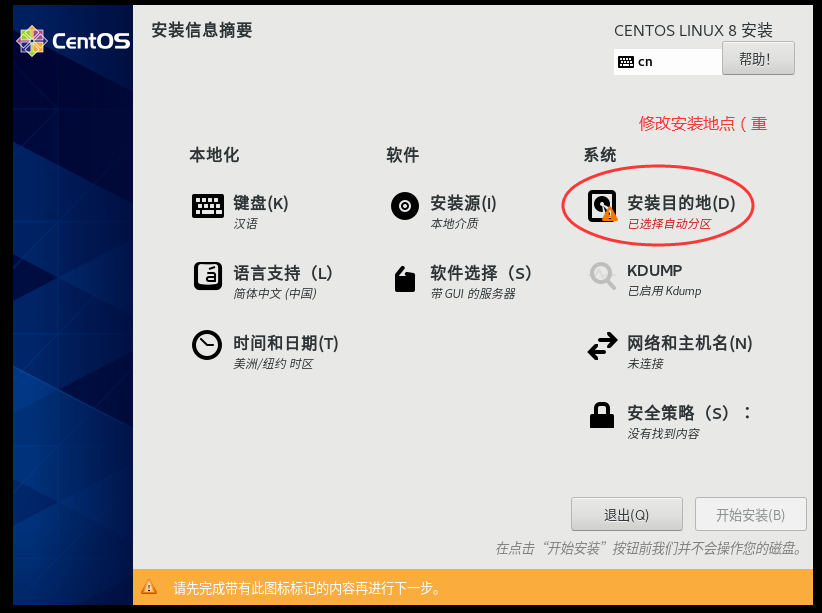 CentOS
安装信息摘要
CENTOS LINUX 8 安装
cn
帮助！
修改安装地点（重
本地化
软件
系统
键盘(K)
汉语
安装源(I)
本地介质
安装目的地(D)
已选择自动分区
语言支持（L）
简体中文 (中国)
软件选择（S）
带 GUI 的服务器
KDUMP
已启用 Kdump
时间和日期(T)
美洲/纽约 时区
网络和主机名(N)
未连接
安全策略（S）：
没有找到内容
退出(Q)
开始安装(B)
在点击“开始安装”按钮前我们并不会操作您的磁盘。
请先完成带有此图标标记的内容再进行下一步。